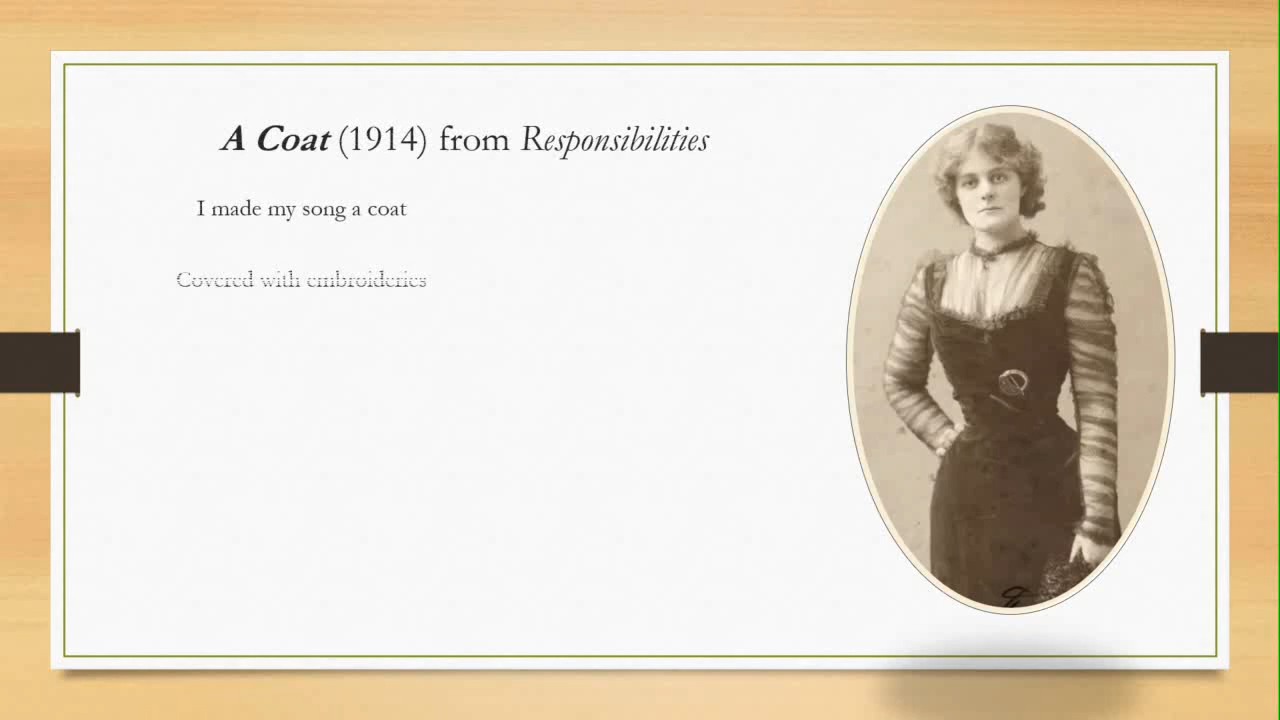 A Coat (1914) from Responsibilities
I made my song a coat
Covered with embroideries